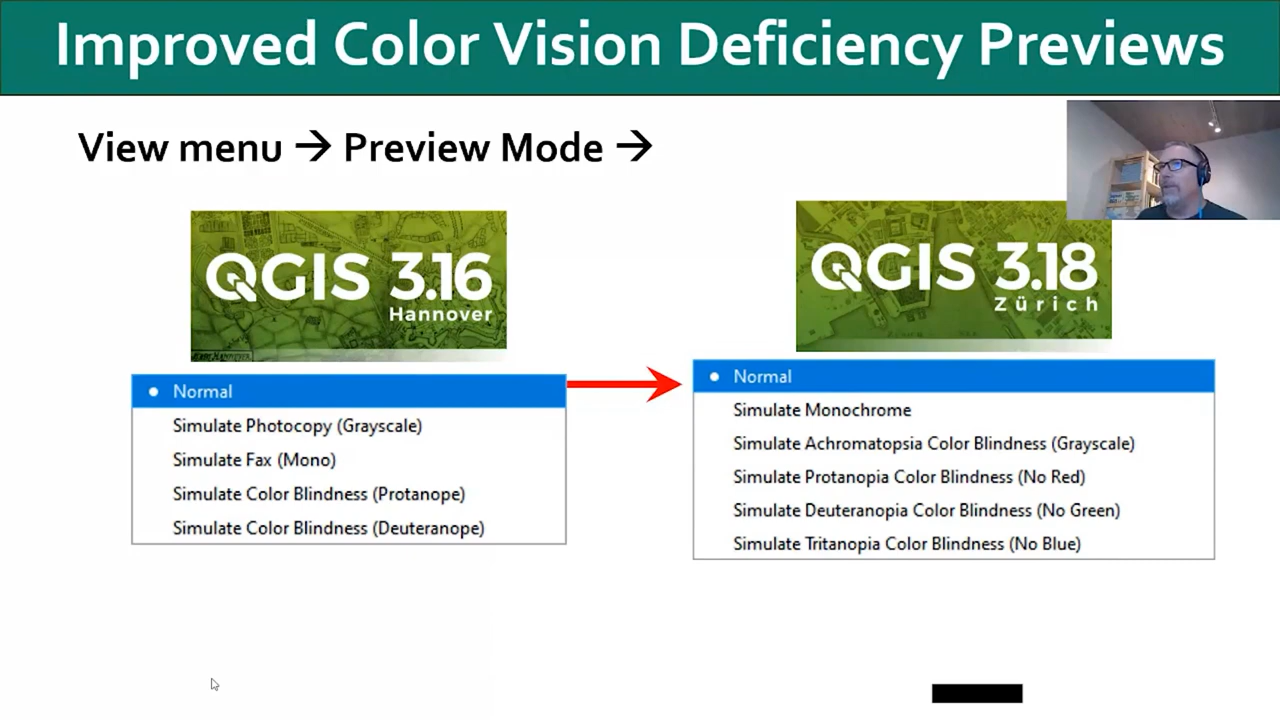 Improved Color Vision Deficiency Previews
View menu → Preview Mode →
QGIS 3.16
Hannover
Normal
Simulate Photocopy (Grayscale)
Simulate Fax (Mono)
Simulate Color Blindness (Protanope)
Simulate Color Blindness (Deuteranope)
QGIS 3.18
Zürich
Normal
Simulate Monochrome
Simulate Achromatopsia Color Blindness (Grayscale)
Simulate Protanopia Color Blindness (No Red)
Simulate Deuteranopia Color Blindness (No Green)
Simulate Tritanopia Color Blindness (No Blue)